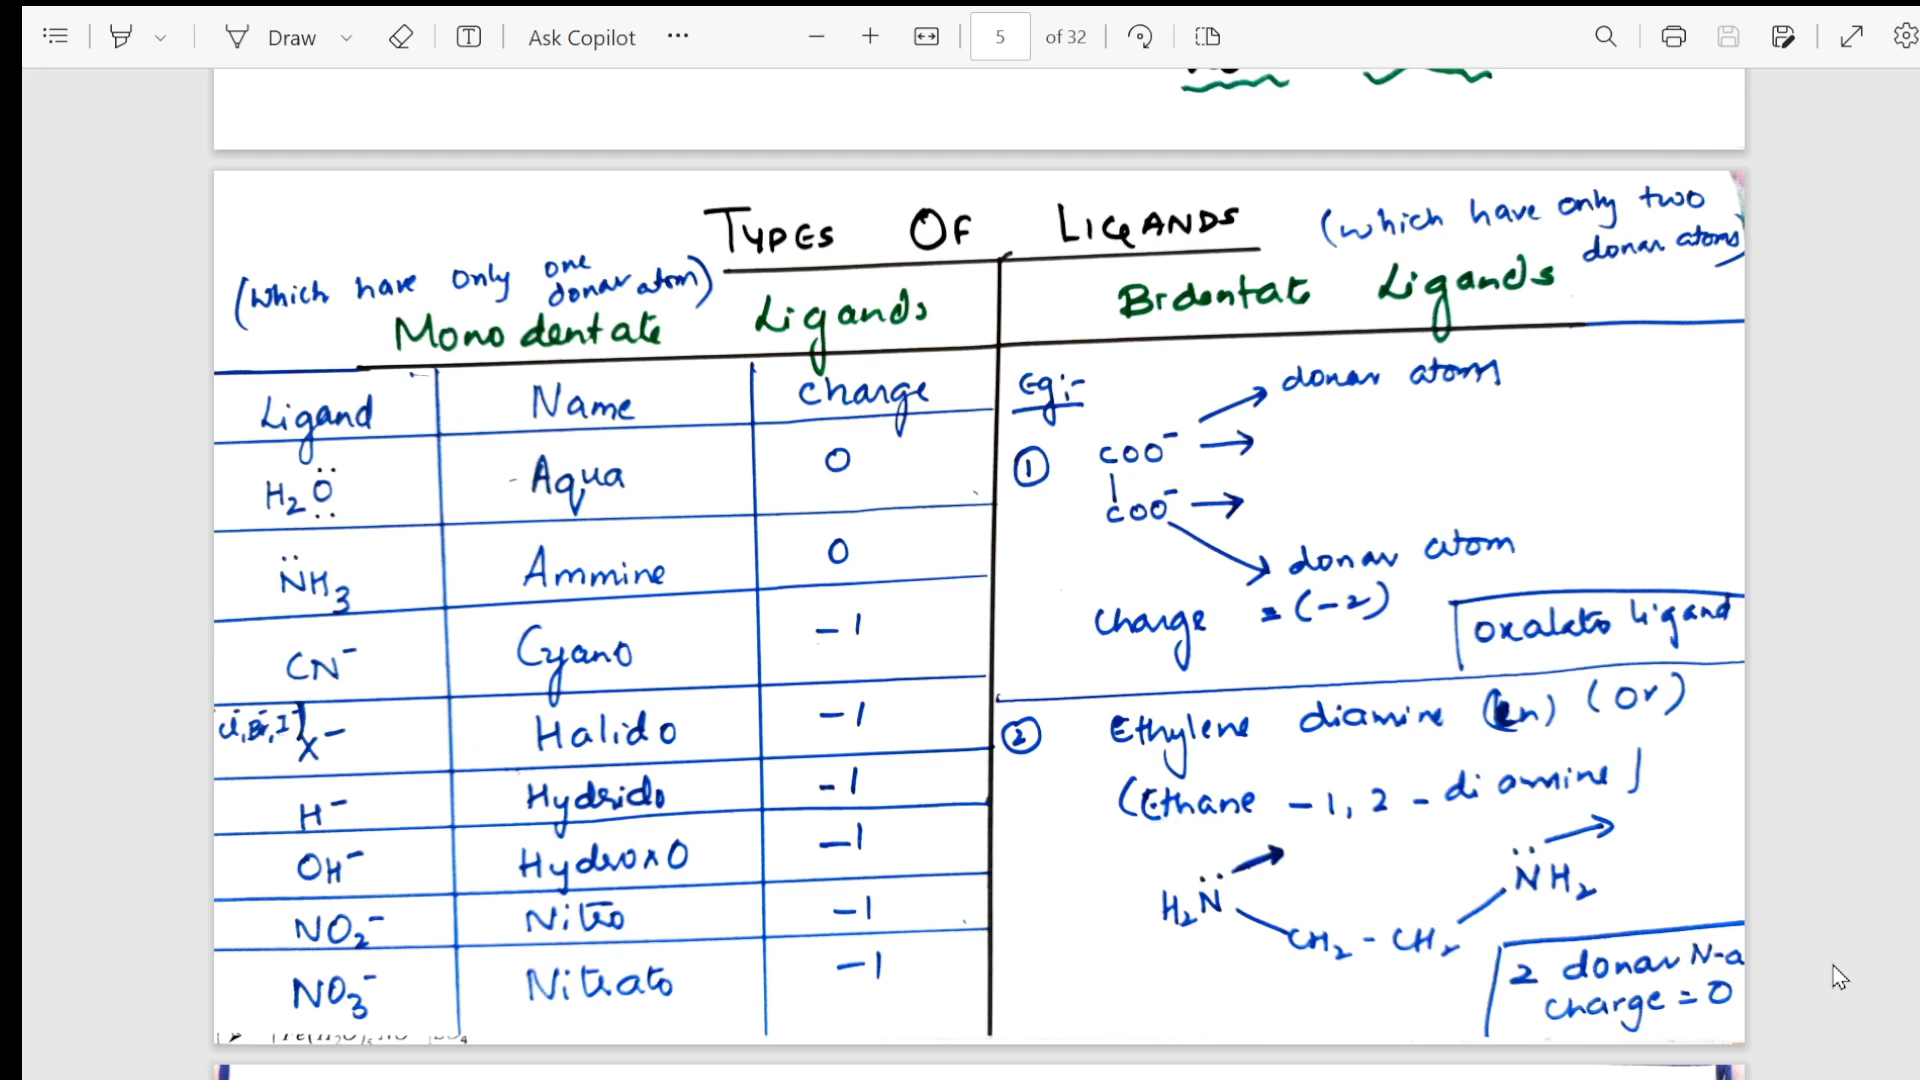 Draw
Ask Copilot
5 of 32
TYPES OF LIGANDS
(which have only two
donar atoms)
(which have only one
donar atom)
Monodentate Ligands
Bidentate Ligands
Ligand Name charge
H2O Aqua 0
NH3 Ammine 0
CN- Cyano -1
Cl-, Br-, I-] X- Halido -1
H- Hydrido -1
OH- Hydroxo -1
NO2- Nitro -1
NO3- Nitrato -1
Eg:-
donar atom
① COO-
COO-
donar atom
Charge = (-2)
oxalato ligand
② Ethylene diamine (en) (or)
(Ethane -1, 2 - diamine)
H2N NH2
CH2 - CH2
2 donar N-a
charge = 0